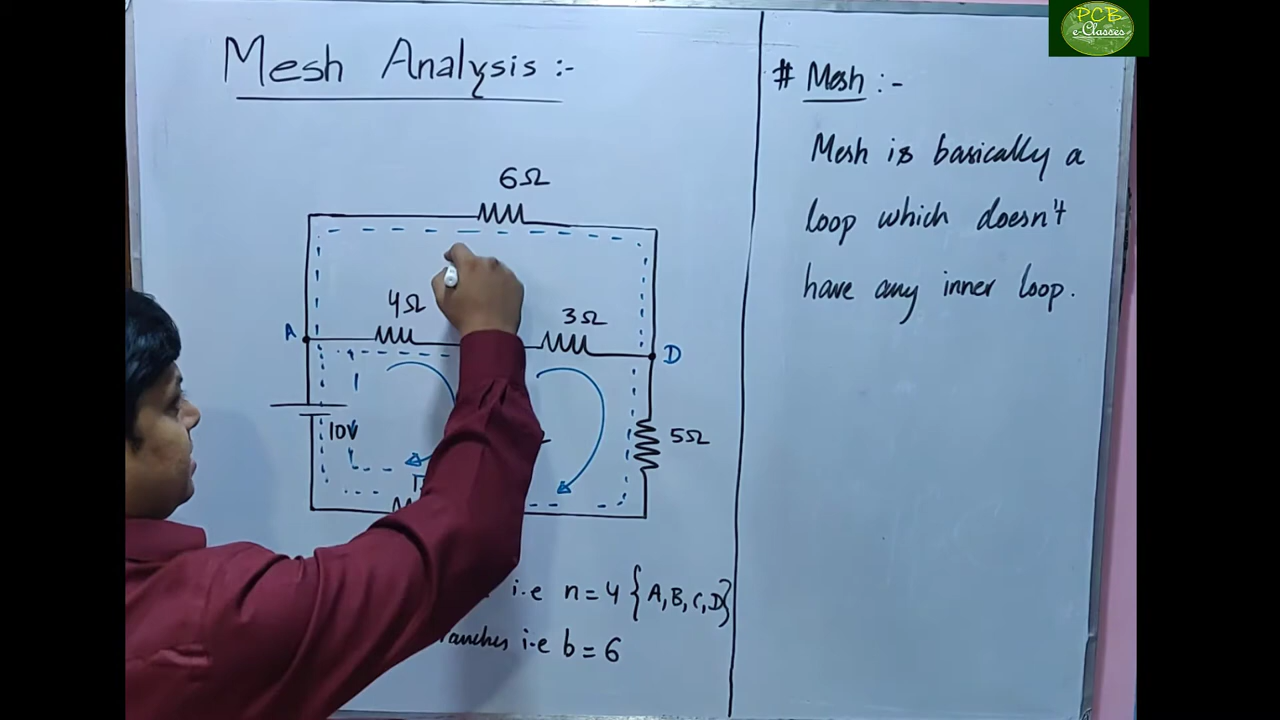 PCB
e-Classes
Mesh Analysis :-
6Ω
4Ω
3Ω
A
D
10V
5Ω
i.e n = 4 {A, B, C, D}
i.e b = 6
# Mesh :-
Mesh is basically a
loop which doesn't
have any inner loop.